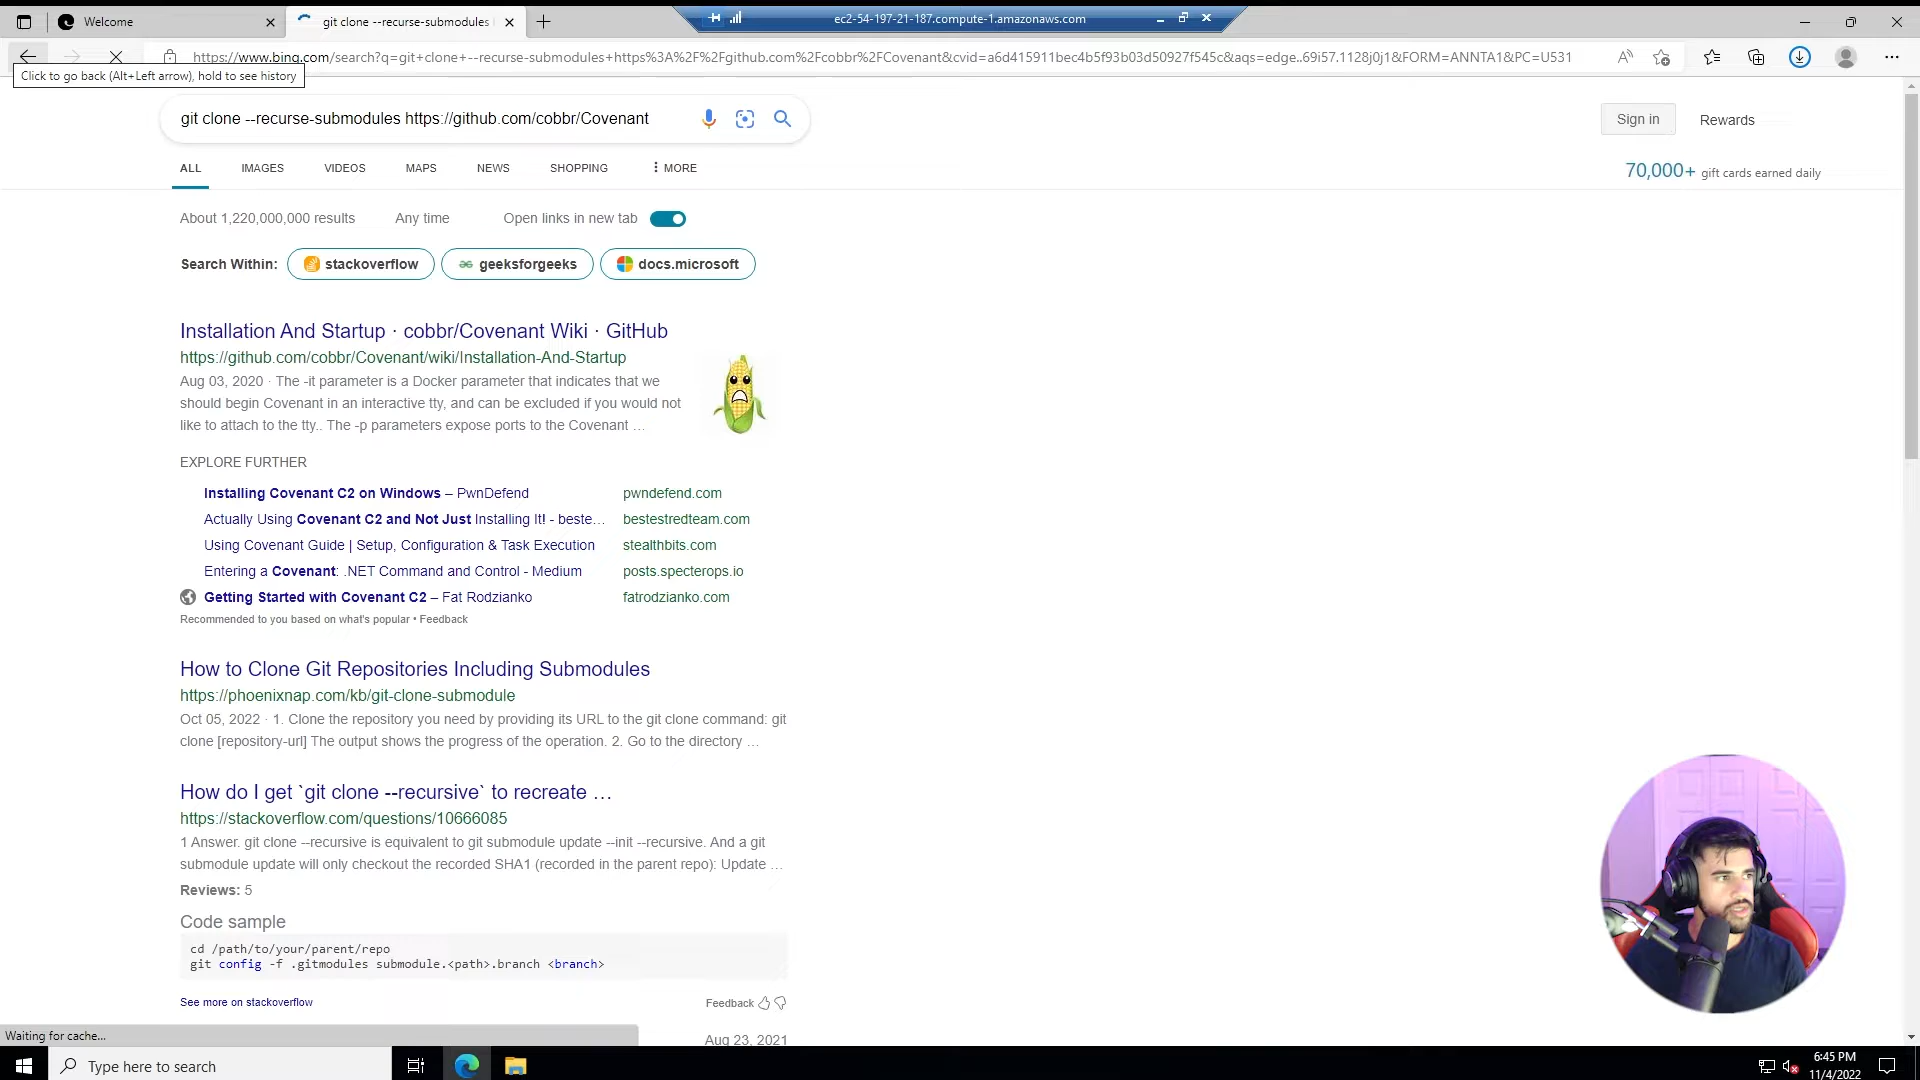 Welcome
git clone --recurse-submodules
ec2-54-197-21-187.compute-1.amazonaws.com
https://www.bing.com/search?q=git+clone+--recurse-submodules+https%3A%2F%2Fgithub.com%2Fcobbr%2FCovenant&cvid=a6d415911bec4b5f93b03d50927f545c&aqs=edge..69i57.1128j0j1&FORM=ANNTA1&PC=U531
Click to go back (Alt+Left arrow), hold to see history
git clone --recurse-submodules https://github.com/cobbr/Covenant
Sign in
Rewards
ALL IMAGES VIDEOS MAPS NEWS SHOPPING MORE
70,000+ gift cards earned daily
About 1,220,000,000 results Any time Open links in new tab
Search Within: stackoverflow geeksforgeeks docs.microsoft
Installation And Startup · cobbr/Covenant Wiki · GitHub
https://github.com/cobbr/Covenant/wiki/Installation-And-Startup
Aug 03, 2020 · The -it parameter is a Docker parameter that indicates that we
should begin Covenant in an interactive tty, and can be excluded if you would not
like to attach to the tty.. The -p parameters expose ports to the Covenant …
EXPLORE FURTHER
Installing Covenant C2 on Windows – PwnDefend pwndefend.com
Actually Using Covenant C2 and Not Just Installing It! - beste… bestestredteam.com
Using Covenant Guide | Setup, Configuration & Task Execution stealthbits.com
Entering a Covenant: .NET Command and Control - Medium posts.specterops.io
Getting Started with Covenant C2 – Fat Rodzianko fatrodzianko.com
Recommended to you based on what's popular • Feedback
How to Clone Git Repositories Including Submodules
https://phoenixnap.com/kb/git-clone-submodule
Oct 05, 2022 · 1. Clone the repository you need by providing its URL to the git clone command: git
clone [repository-url] The output shows the progress of the operation. 2. Go to the directory …
How do I get `git clone --recursive` to recreate …
https://stackoverflow.com/questions/10666085
1 Answer. git clone --recursive is equivalent to git submodule update --init --recursive. And a git
submodule update will only checkout the recorded SHA1 (recorded in the parent repo): Update …
Reviews: 5
Code sample
cd /path/to/your/parent/repo
git config -f .gitmodules submodule.<path>.branch <branch>
See more on stackoverflow
Feedback
Aug 23, 2021
Waiting for cache...
Type here to search
6:45 PM
11/4/2022